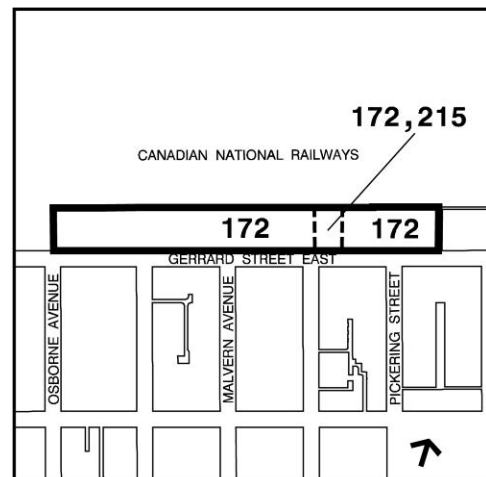 172,215
CANADIAN NATIONAL RAILWAYS
172
172
GERRARD STREET EAST
OSBORNE AVENUE
MALVERN AVENUE
PICKERING STREET